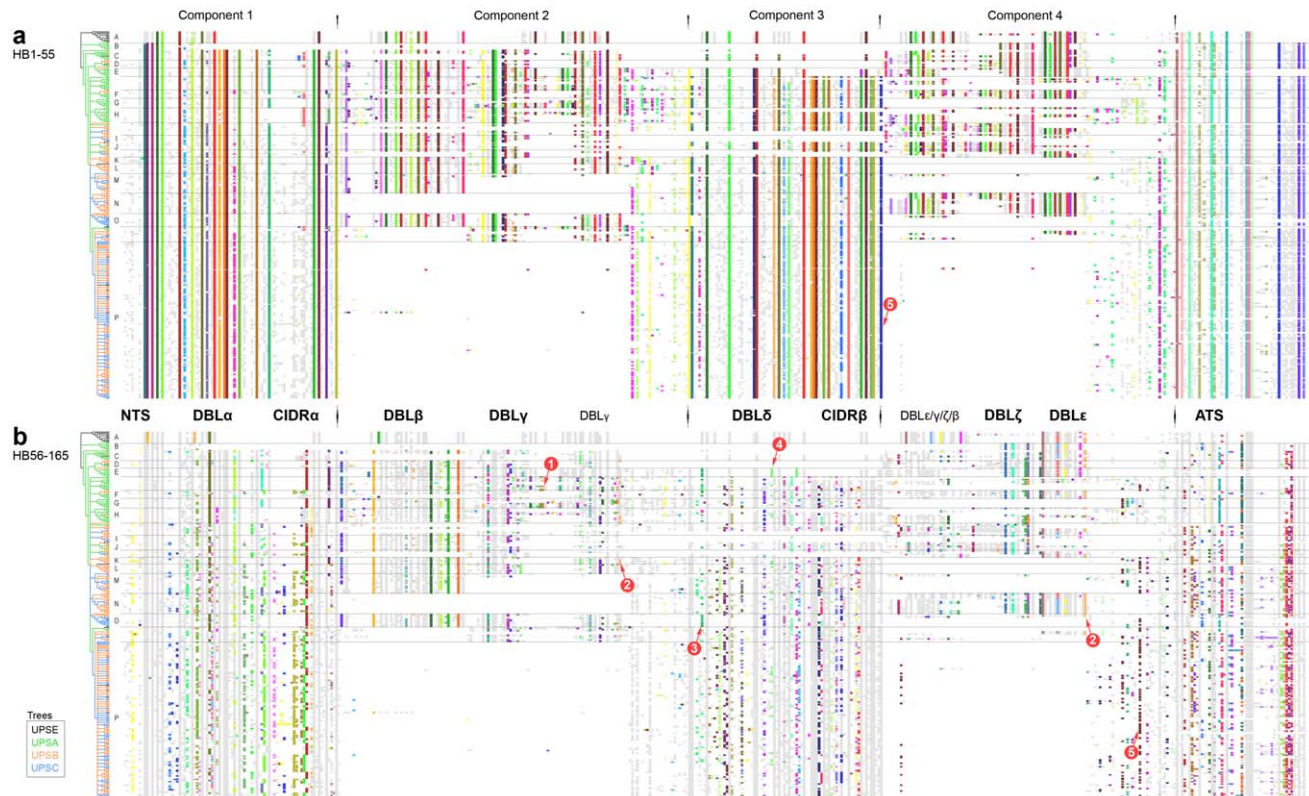 Component 1 Component 2 Component 3 Component 4
a
HB1-55
A
B
C
D
E
F
G
H
I
J
K
L
M
N
O
P
5
NTS DBLα CIDRα DBLβ DBLγ DBLγ DBLδ CIDRβ DBLε/γ/ζ/β DBLζ DBLε ATS
b
HB56-165
A
B
C
D
E
F
G
H
I
J
K
L
M
N
O
P
4
1
2
3
2
5
Trees
UPSE
UPSA
UPSB
UPSC